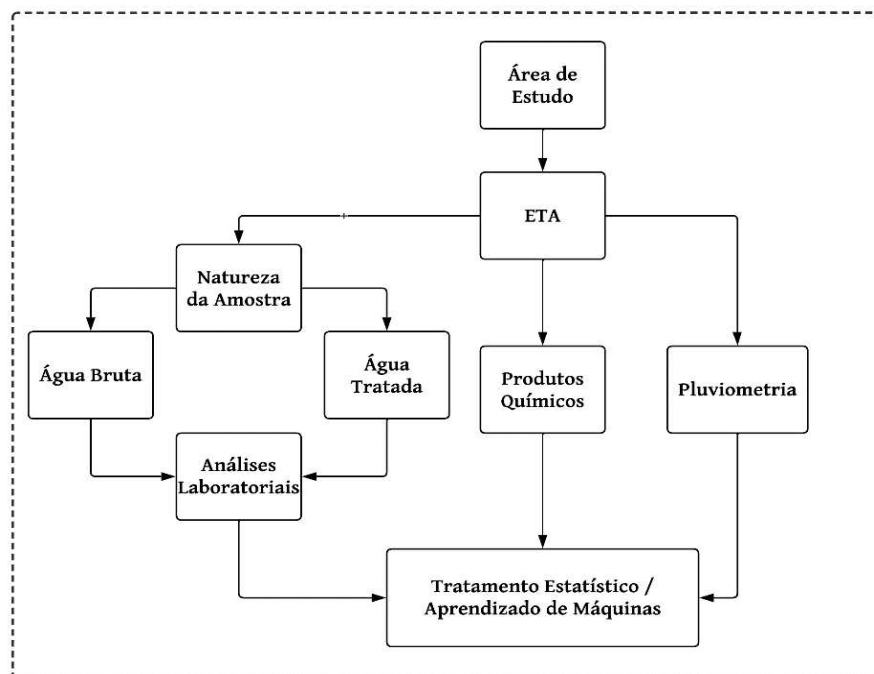 Área de
Estudo
ETA
Natureza
da Amostra
Água Bruta
Água
Tratada
Produtos
Químicos
Pluviometria
Análises
Laboratoriais
Tratamento Estatístico /
Aprendizado de Máquinas